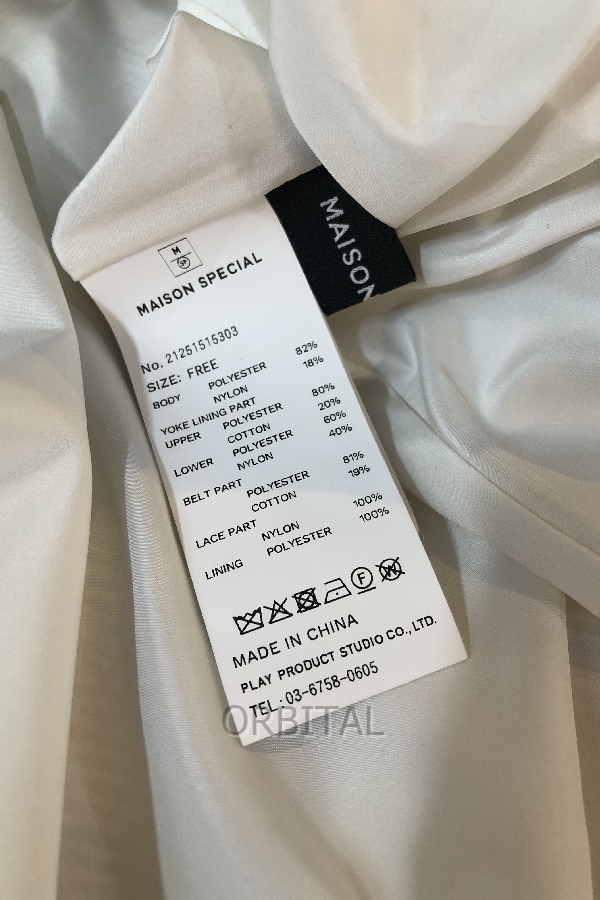 M
SP
MAISON SPECIAL
MAISON
No. 21251515303
SIZE: FREE
BODY POLYESTER 82%
NYLON 18%
YOKE LINING PART
UPPER POLYESTER 80%
COTTON 20%
LOWER POLYESTER 60%
NYLON 40%
BELT PART
POLYESTER 81%
COTTON 19%
LACE PART
NYLON 100%
LINING POLYESTER 100%
F
W
MADE IN CHINA
PLAY PRODUCT STUDIO CO., LTD.
TEL: 03-6758-0605
ORBITAL